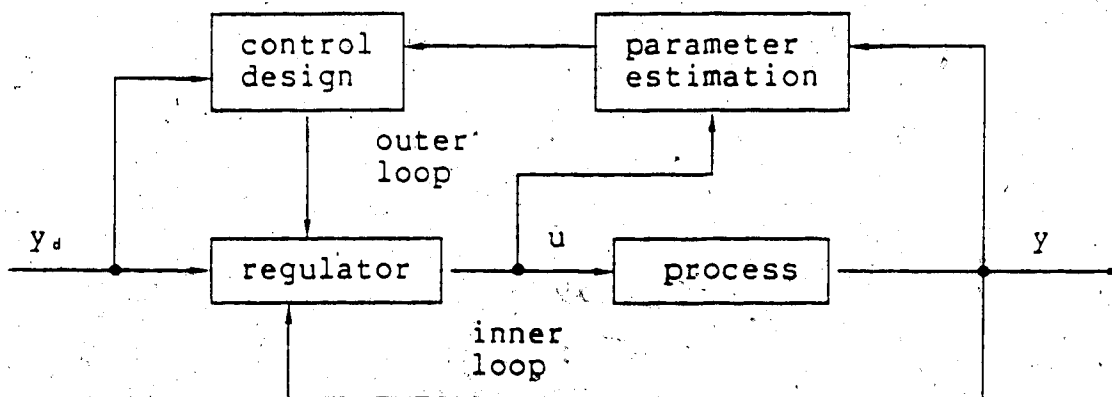 control
design
parameter
estimation
outer
loop
y_d
u
y
regulator
process
inner
loop